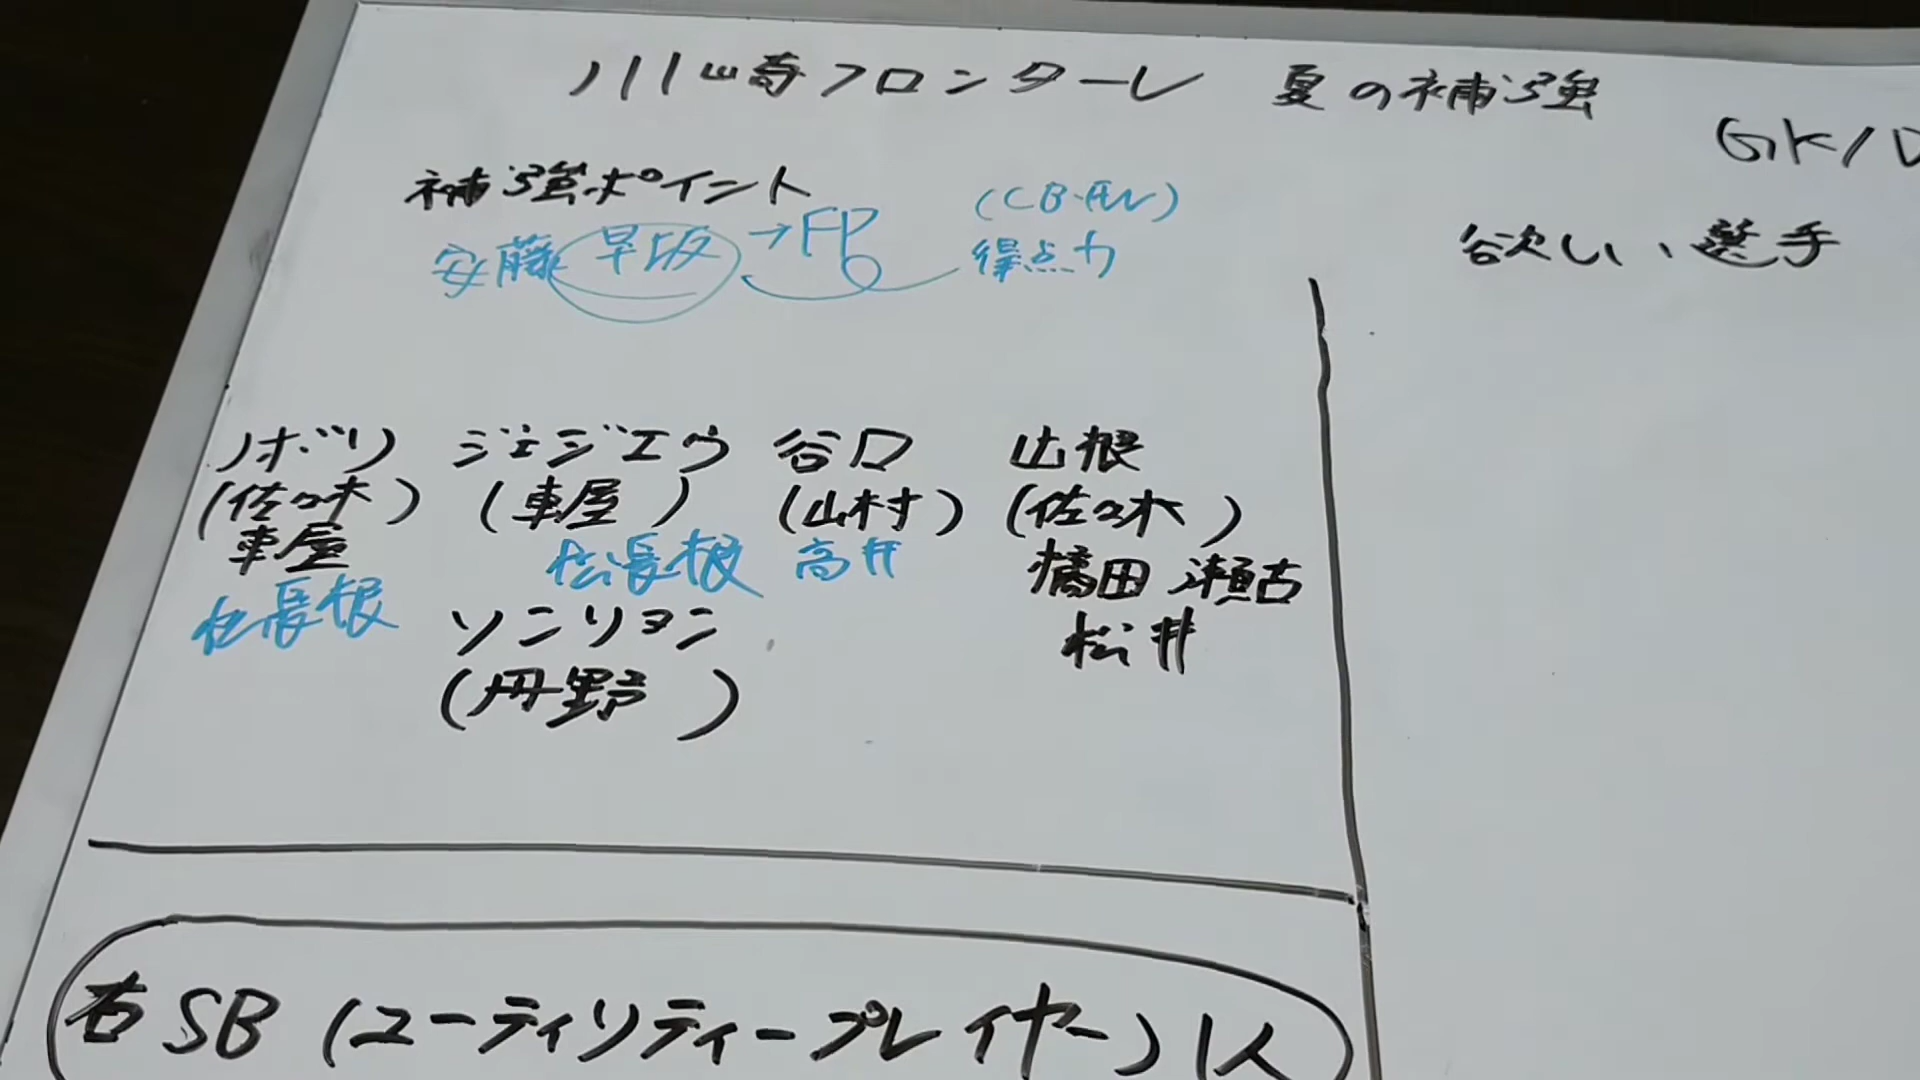 川崎フロンターレ 夏の補強
GK/D
補強ポイント
(CB.FW)
安藤 早坂 →FP 得点力
欲しい選手
ノボリ ジェジエウ 谷口 山根
(佐々木) (車屋) (山村) (佐々木)
車屋 松長根 高井 橘田 瀬古
松長根 ソンリヨン 松井
(丹野)
右SB (ユーティリティープレイヤー) 1人